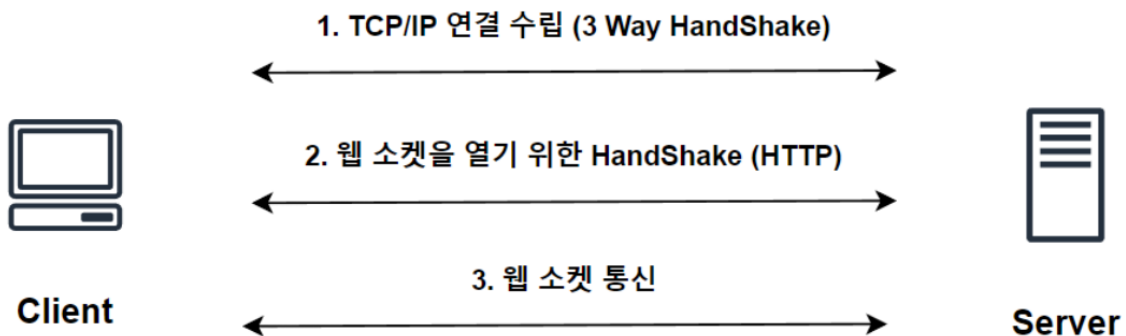 1. TCP/IP 연결 수립 (3 Way HandShake)
2. 웹 소켓을 열기 위한 HandShake (HTTP)
3. 웹 소켓 통신
Client
Server